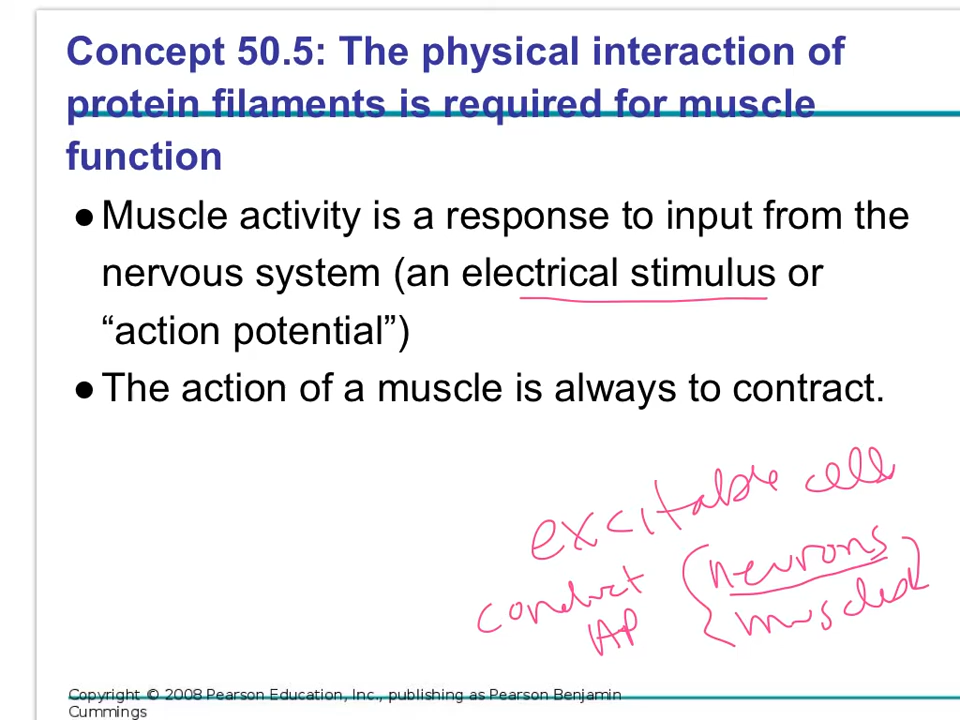 Concept 50.5: The physical interaction of
protein filaments is required for muscle
function
●Muscle activity is a response to input from the
nervous system (an electrical stimulus or
“action potential”)
●The action of a muscle is always to contract.
excitable cell
conduct (neurons
AP muscles)
Copyright © 2008 Pearson Education, Inc., publishing as Pearson Benjamin
Cummings